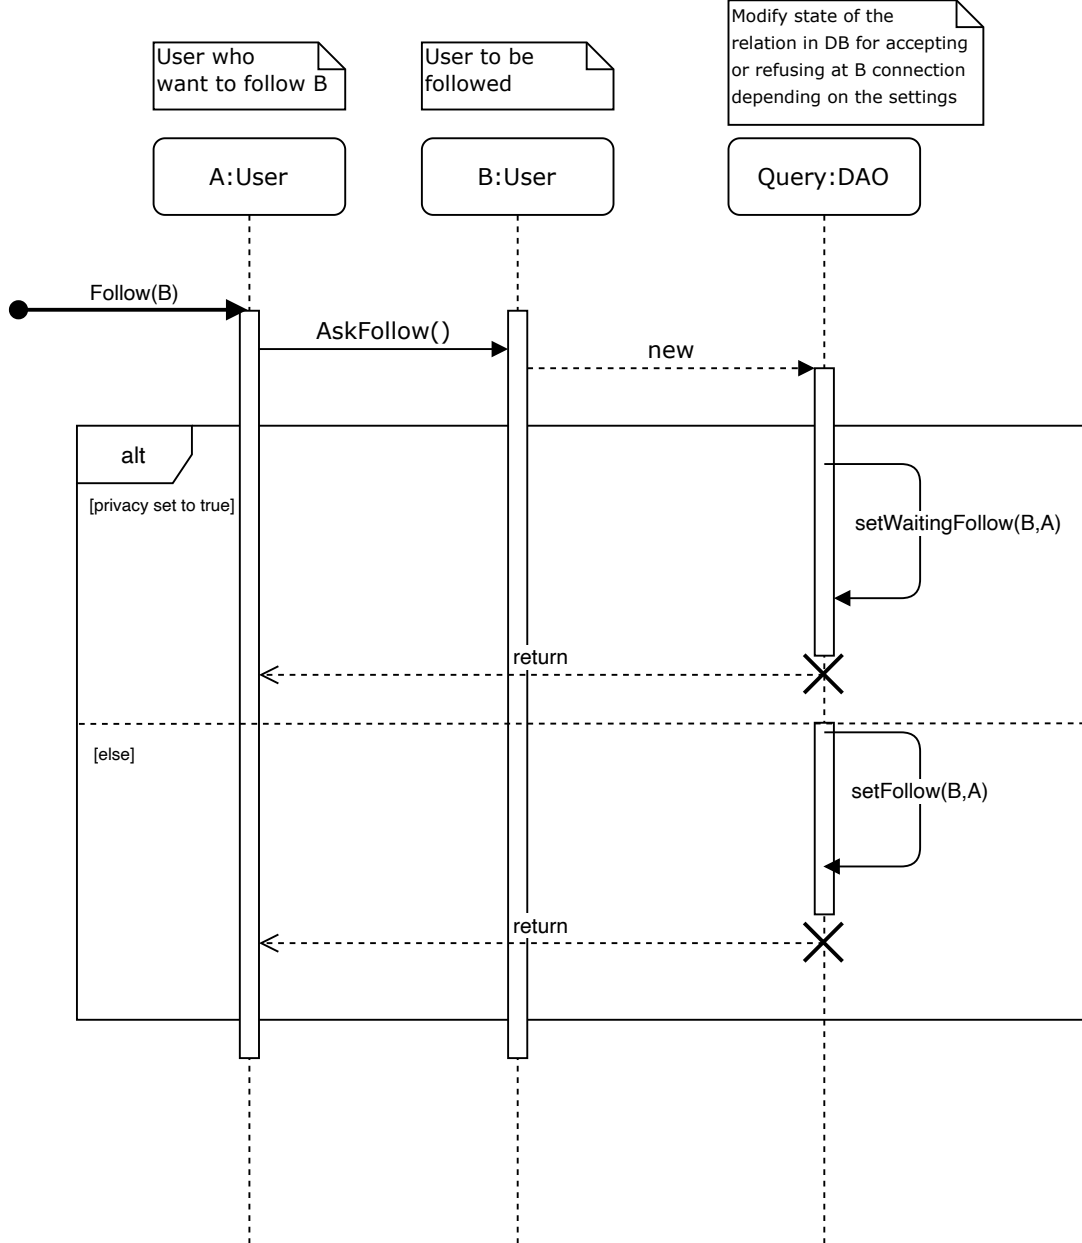 User who
want to follow B
User to be
followed
Modify state of the
relation in DB for accepting
or refusing at B connection
depending on the settings
A:User
B:User
Query:DAO
Follow(B)
AskFollow()
new
alt
[privacy set to true]
setWaitingFollow(B,A)
return
[else]
setFollow(B,A)
return